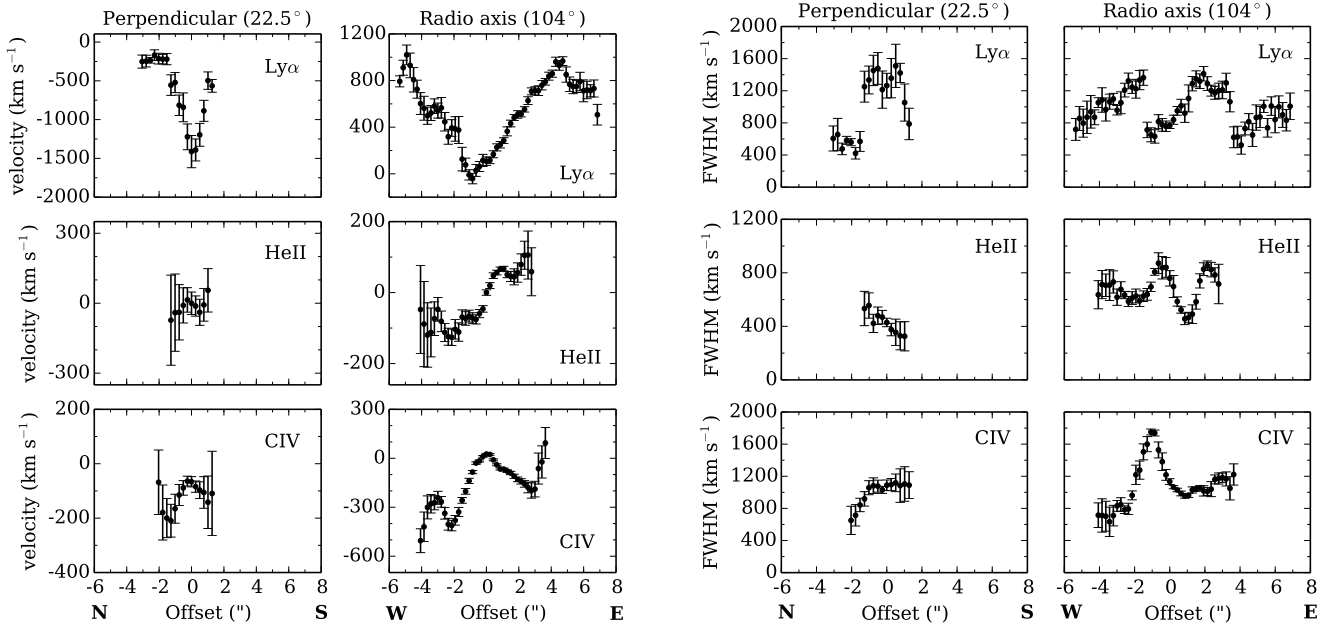 Perpendicular (22.5°) Radio axis (104°) Perpendicular (22.5°) Radio axis (104°)
velocity (km s⁻¹)
0
-500
-1000
-1500
-2000
Lyα
1200
800
400
0
Lyα
FWHM (km s⁻¹)
2000
1600
1200
800
400
0
Lyα
Lyα
velocity (km s⁻¹)
300
0
-300
HeII
200
0
-200
HeII
FWHM (km s⁻¹)
1200
800
400
0
HeII
HeII
velocity (km s⁻¹)
200
0
-200
-400
CIV
300
0
-300
-600
CIV
FWHM (km s⁻¹)
2000
1600
1200
800
400
0
CIV
CIV
-6 -4 -2 0 2 4 6 8 -6 -4 -2 0 2 4 6 8 -6 -4 -2 0 2 4 6 8 -6 -4 -2 0 2 4 6 8
N Offset (") S W Offset (") E N Offset (") S W Offset (") E